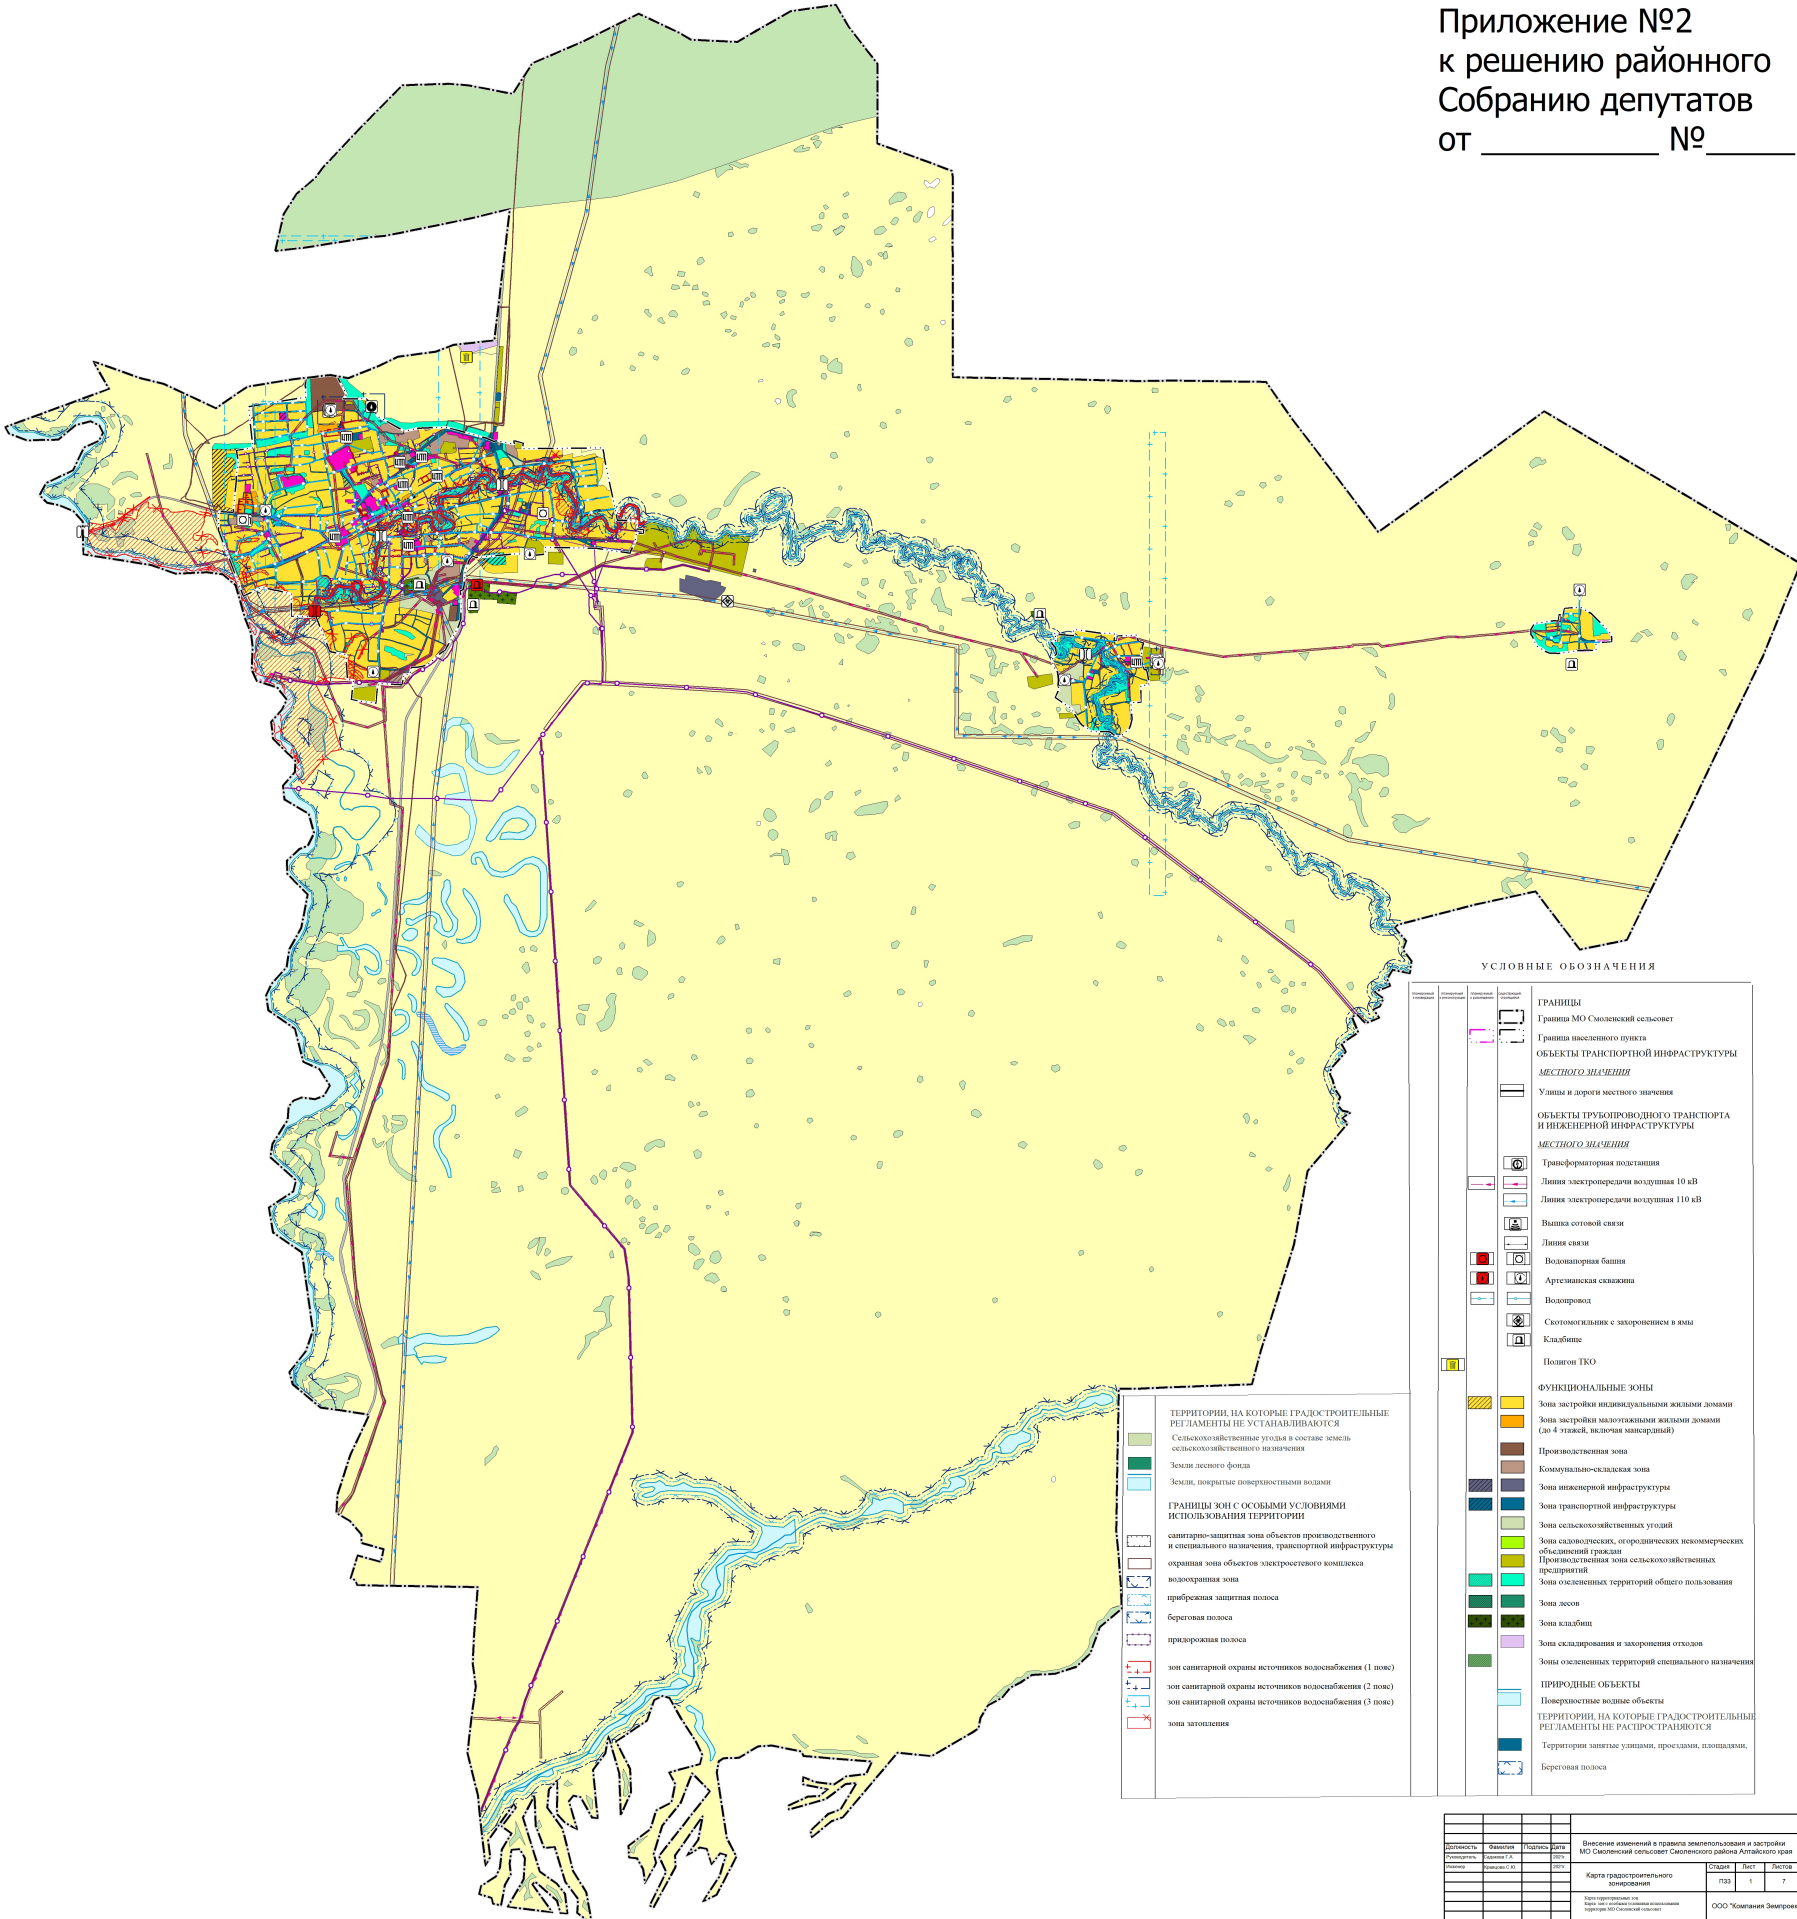 Приложение №2
к решению районного
Собранию депутатов
от ____________ №______
УСЛОВНЫЕ ОБОЗНАЧЕНИЯ
ГРАНИЦЫ
Граница МО Смоленский сельсовет
Граница населенного пункта
ОБЪЕКТЫ ТРАНСПОРТНОЙ ИНФРАСТРУКТУРЫ
МЕСТНОГО ЗНАЧЕНИЯ
Улицы и дороги местного значения
ОБЪЕКТЫ ТРУБОПРОВОДНОГО ТРАНСПОРТА
И ИНЖЕНЕРНОЙ ИНФРАСТРУКТУРЫ
МЕСТНОГО ЗНАЧЕНИЯ
Трансформаторная подстанция
Линия электропередачи воздушная 10 кВ
Линия электропередачи воздушная 110 кВ
Вышка сотовой связи
Линия связи
Водонапорная башня
Артезианская скважина
Водопровод
Скотомогильник с захоронением в ямы
Кладбище
Полигон ТКО
ФУНКЦИОНАЛЬНЫЕ ЗОНЫ
Зона застройки индивидуальными жилыми домами
Зона застройки малоэтажными жилыми домами
(до 4 этажей, включая мансардный)
Производственная зона
Коммунально-складская зона
Зона инженерной инфраструктуры
Зона транспортной инфраструктуры
Зона сельскохозяйственных угодий
Зона садоводческих, огороднических некоммерческих
объединений граждан
Производственная зона сельскохозяйственных
предприятий
Зона озелененных территорий общего пользования
Зона лесов
Зона кладбищ
Зона складирования и захоронения отходов
Зоны озелененных территорий специального назначения
ПРИРОДНЫЕ ОБЪЕКТЫ
Поверхностные водные объекты
ТЕРРИТОРИИ, НА КОТОРЫЕ ГРАДОСТРОИТЕЛЬНЫЕ
РЕГЛАМЕНТЫ НЕ РАСПРОСТРАНЯЮТСЯ
Территории занятые улицами, проездами, площадями,
Береговая полоса
ТЕРРИТОРИИ, НА КОТОРЫЕ ГРАДОСТРОИТЕЛЬНЫЕ
РЕГЛАМЕНТЫ НЕ УСТАНАВЛИВАЮТСЯ
Сельскохозяйственные угодья в составе земель
сельскохозяйственного назначения
Земли лесного фонда
Земли, покрытые поверхностными водами
ГРАНИЦЫ ЗОН С ОСОБЫМИ УСЛОВИЯМИ
ИСПОЛЬЗОВАНИЯ ТЕРРИТОРИИ
санитарно-защитная зона объектов производственного
и специального назначения, транспортной инфраструктуры
охранная зона объектов электросетевого комплекса
водоохранная зона
прибрежная защитная полоса
береговая полоса
придорожная полоса
зон санитарной охраны источников водоснабжения (1 пояс)
зон санитарной охраны источников водоснабжения (2 пояс)
зон санитарной охраны источников водоснабжения (3 пояс)
зона затопления
Должность Фамилия Подпись Дата
Руководитель 2021г.
Инженер 2021г.
Внесение изменений в правила землепользования и застройки
МО Смоленский сельсовет Смоленского района Алтайского края
Карта градостроительного
зонирования
Стадия Лист Листов
ПЗЗ 1 7
ООО "Компания Земпроек